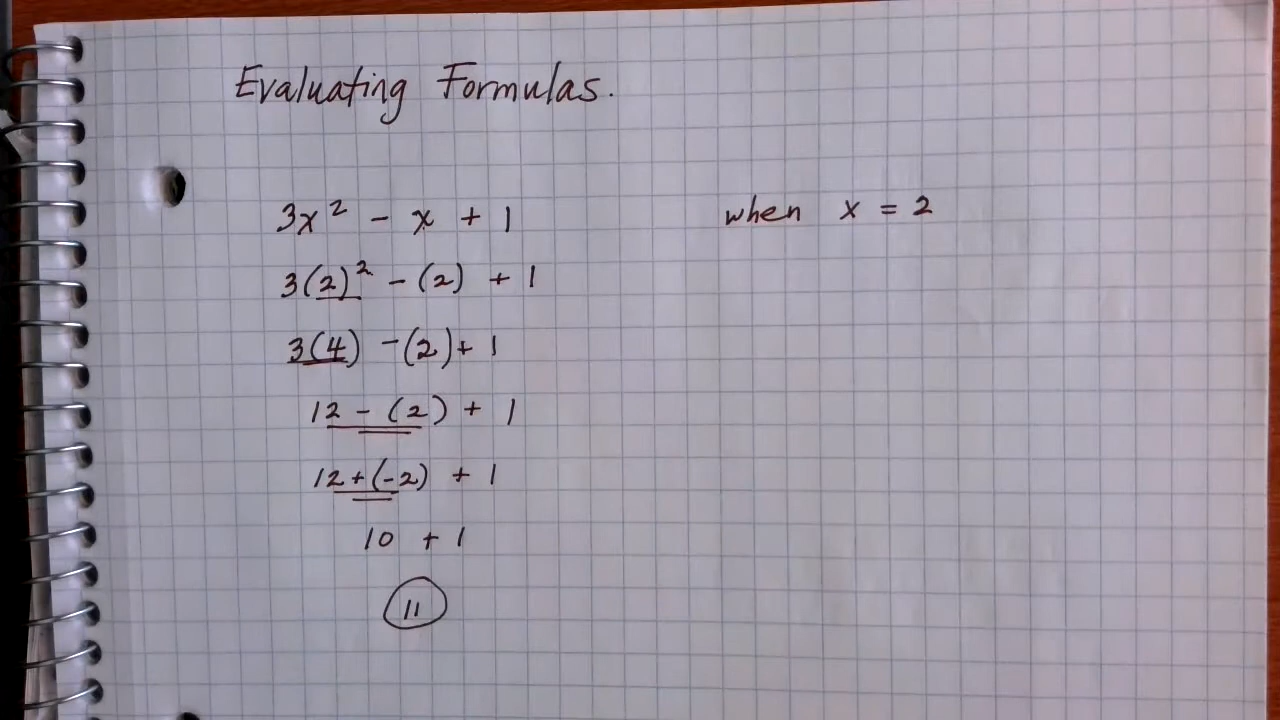 Evaluating Formulas.
3x² - x + 1 when x = 2
3(2)² - (2) + 1
3(4) - (2) + 1
12 - (2) + 1
12 + (-2) + 1
10 + 1
11